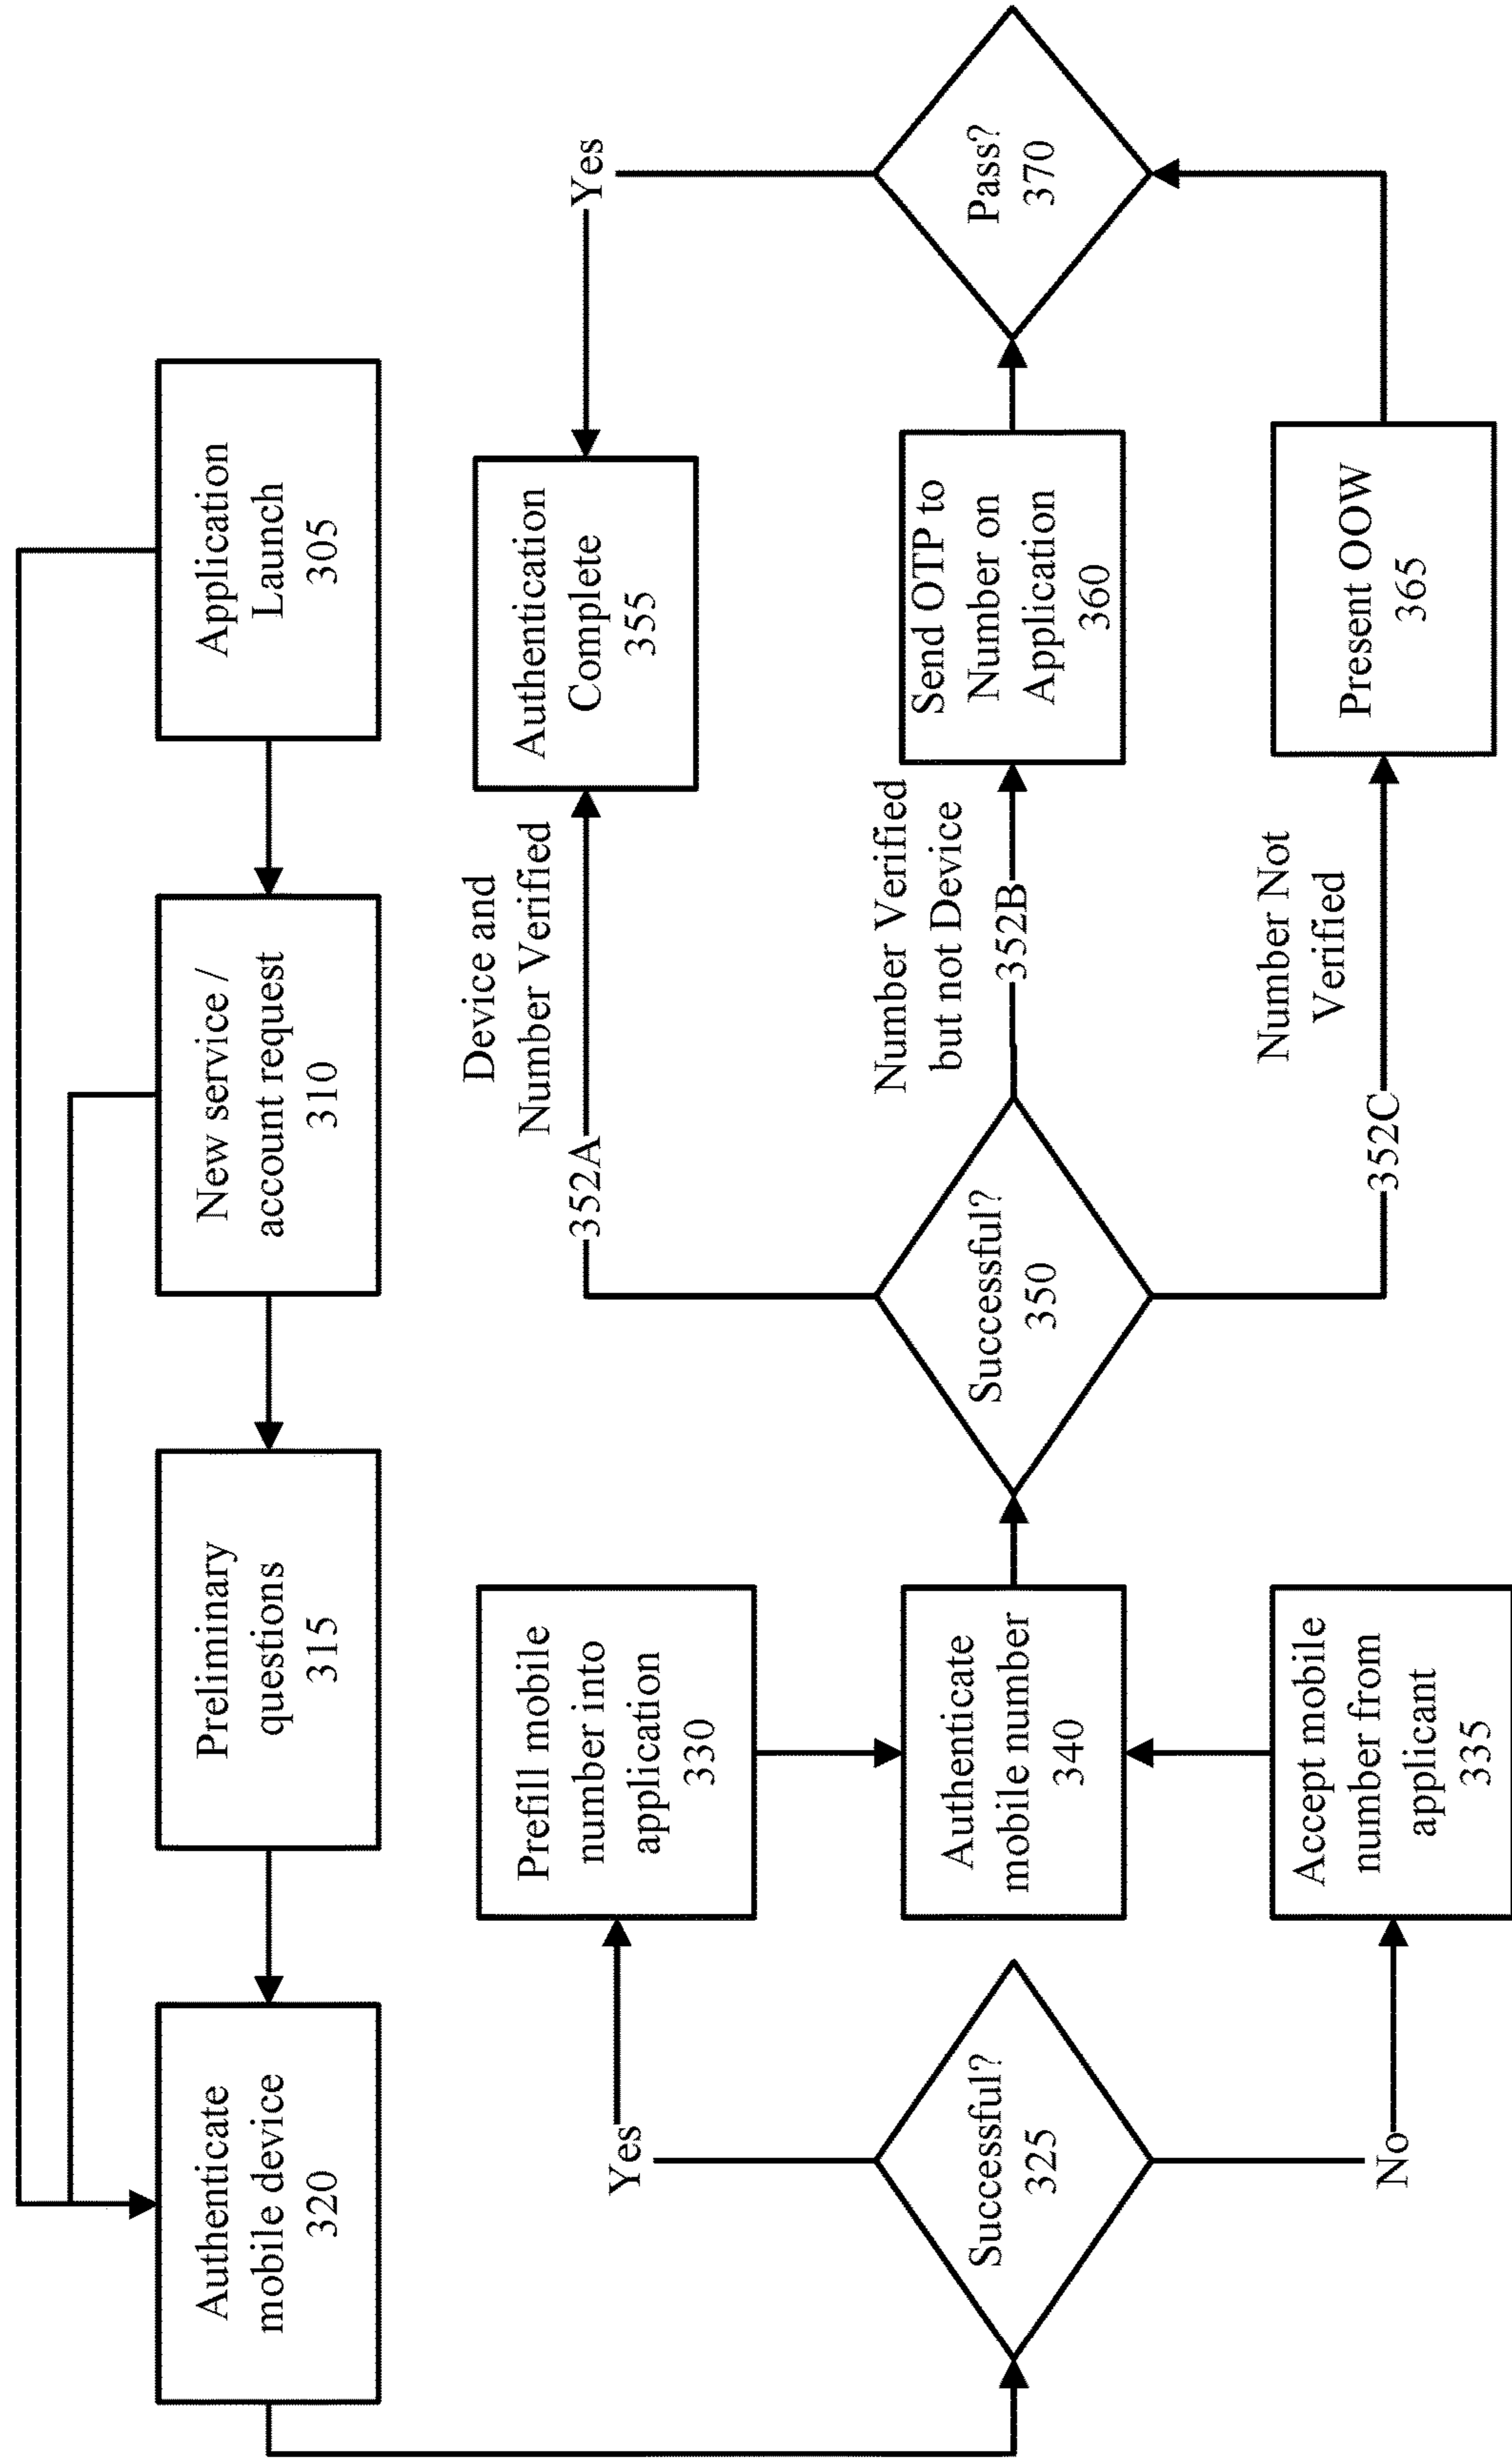 Application
Launch
305
New service /
account request
310
Preliminary
questions
315
Authenticate
mobile device
320
Successful?
325
Yes
No
Prefill mobile
number into
application
330
Accept mobile
number from
applicant
335
Authenticate
mobile number
340
Successful?
350
352A
Device and
Number Verified
352B
Number Verified
but not Device
352C
Number Not
Verified
Authentication
Complete
355
Send OTP to
Number on
Application
360
Present OOW
365
Pass?
370
Yes